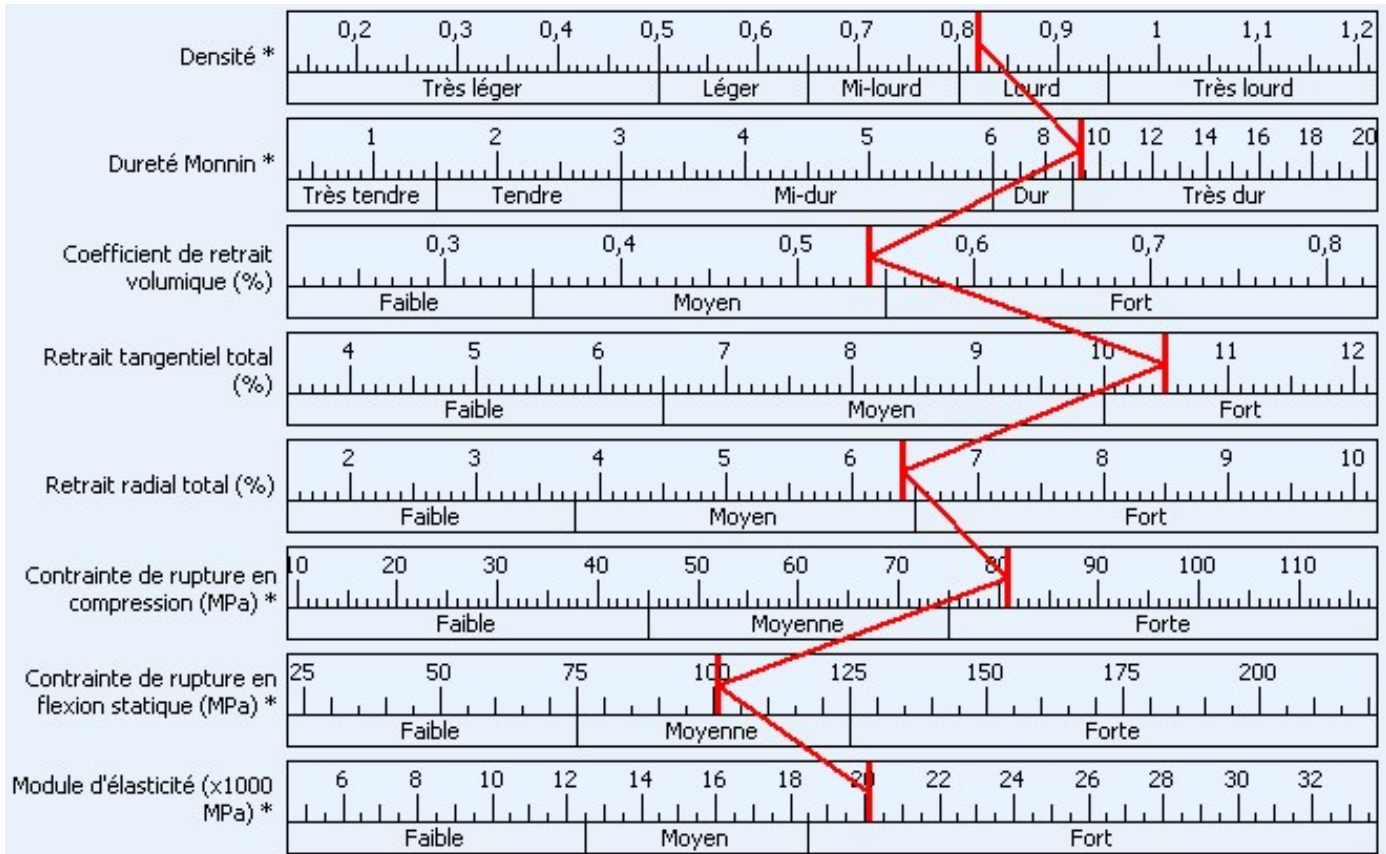 0,2 0,3 0,4 0,5 0,6 0,7 0,8 0,9 1 1,1 1,2
Densité *
Très léger Léger Mi-lourd Lourd Très lourd
1 2 3 4 5 6 8 10 12 14 16 18 20
Dureté Monnin *
Très tendre Tendre Mi-dur Dur Très dur
0,3 0,4 0,5 0,6 0,7 0,8
Coefficient de retrait
volumique (%)
Faible Moyen Fort
4 5 6 7 8 9 10 11 12
Retrait tangentiel total
(%)
Faible Moyen Fort
2 3 4 5 6 7 8 9 10
Retrait radial total (%)
Faible Moyen Fort
10 20 30 40 50 60 70 80 90 100 110
Contrainte de rupture en
compression (MPa) *
Faible Moyenne Forte
25 50 75 100 125 150 175 200
Contrainte de rupture en
flexion statique (MPa) *
Faible Moyenne Forte
6 8 10 12 14 16 18 20 22 24 26 28 30 32
Module d'élasticité (x1000
MPa) *
Faible Moyen Fort